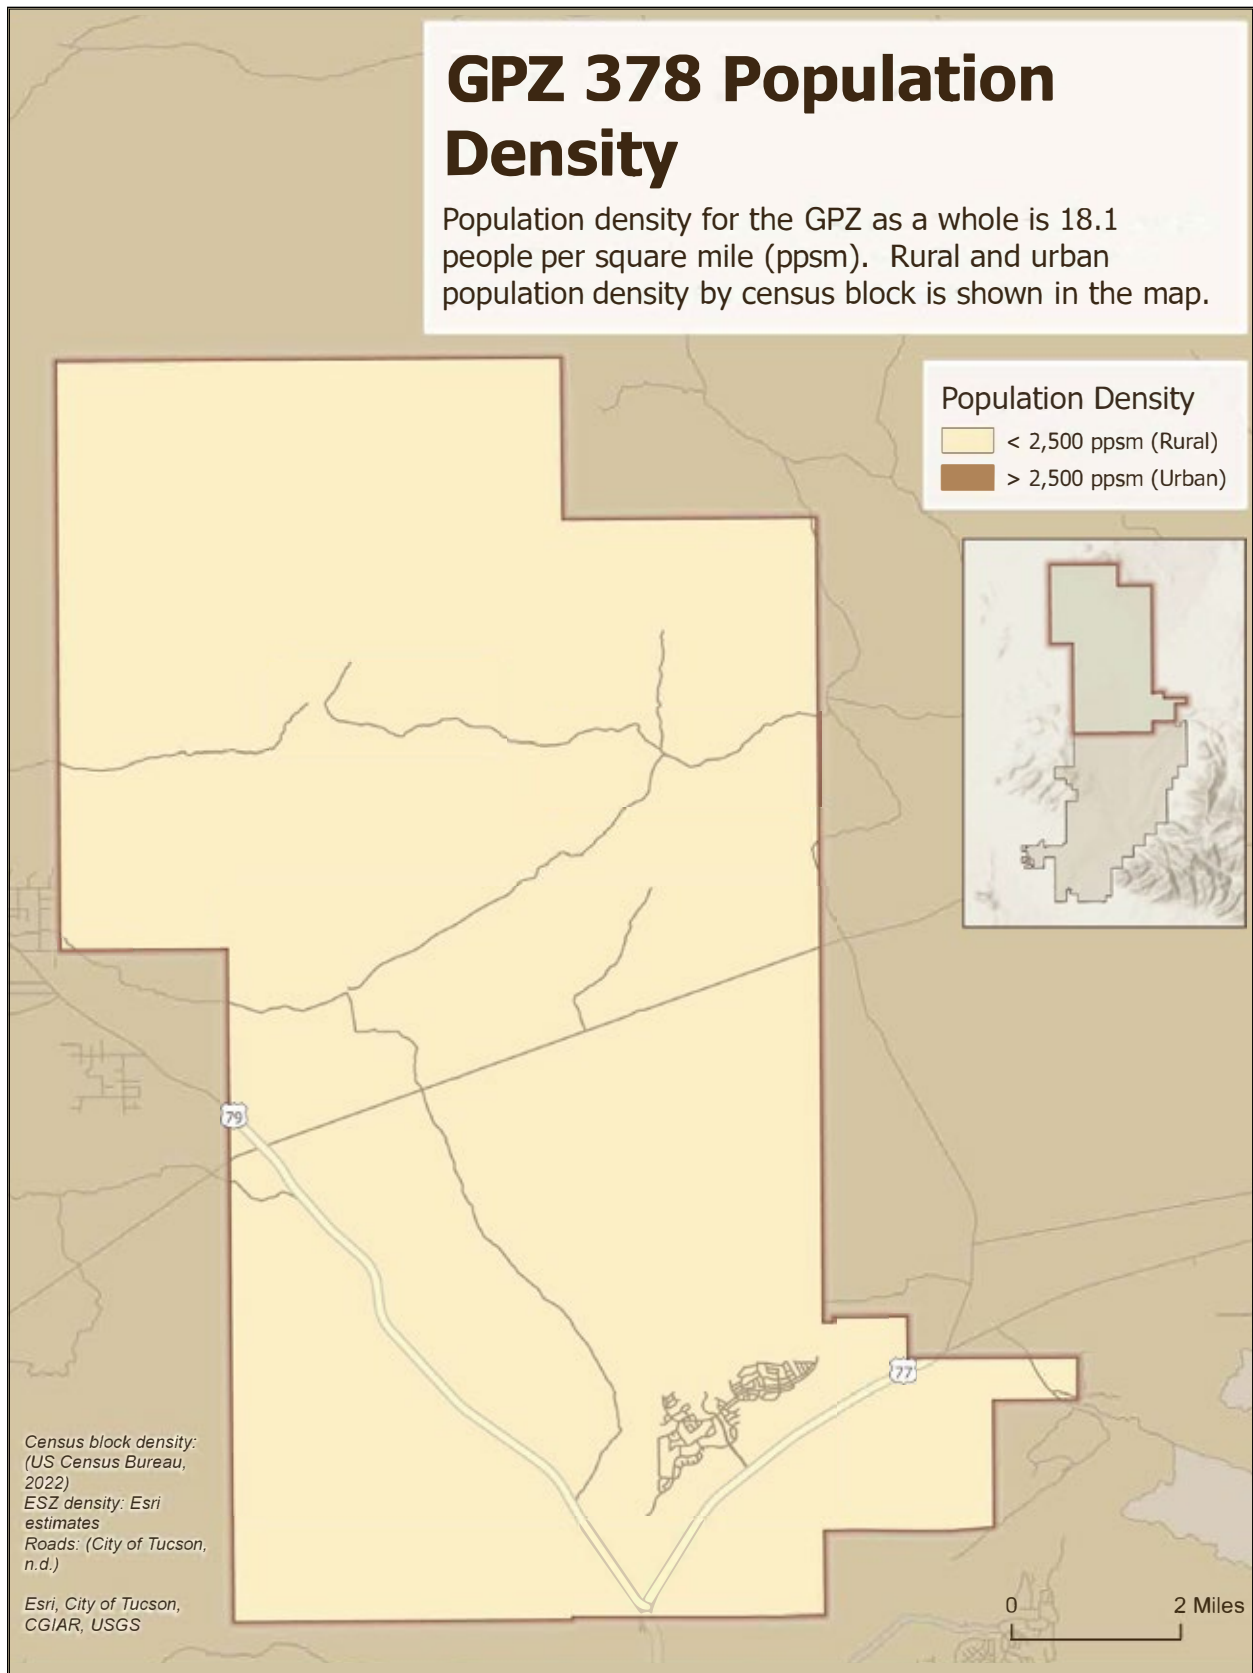 GPZ 378 Population
Density
Population density for the GPZ as a whole is 18.1
people per square mile (ppsm). Rural and urban
population density by census block is shown in the map.
Population Density
< 2,500 ppsm (Rural)
> 2,500 ppsm (Urban)
79
77
Census block density:
(US Census Bureau,
2022)
ESZ density: Esri
estimates
Roads: (City of Tucson,
n.d.)
Esri, City of Tucson,
CGIAR, USGS
0
2 Miles